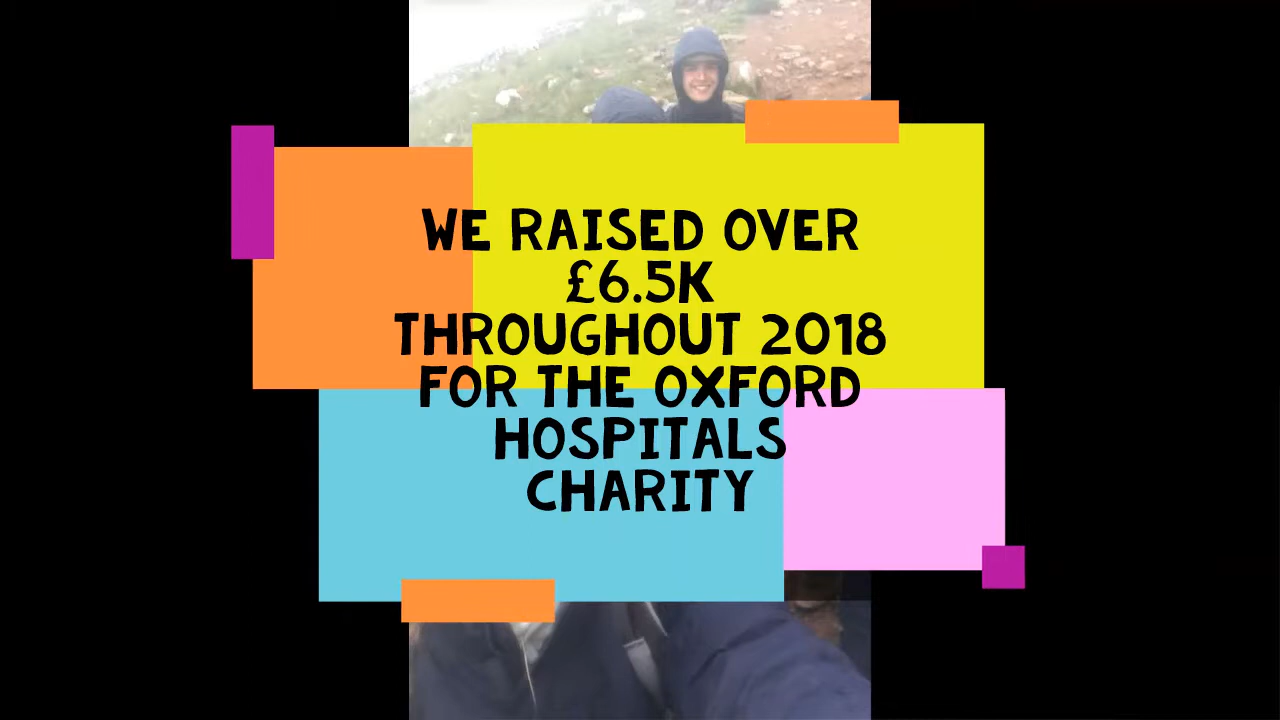 WE RAISED OVER
£6.5K
THROUGHOUT 2018
FOR THE OXFORD
HOSPITALS
CHARITY